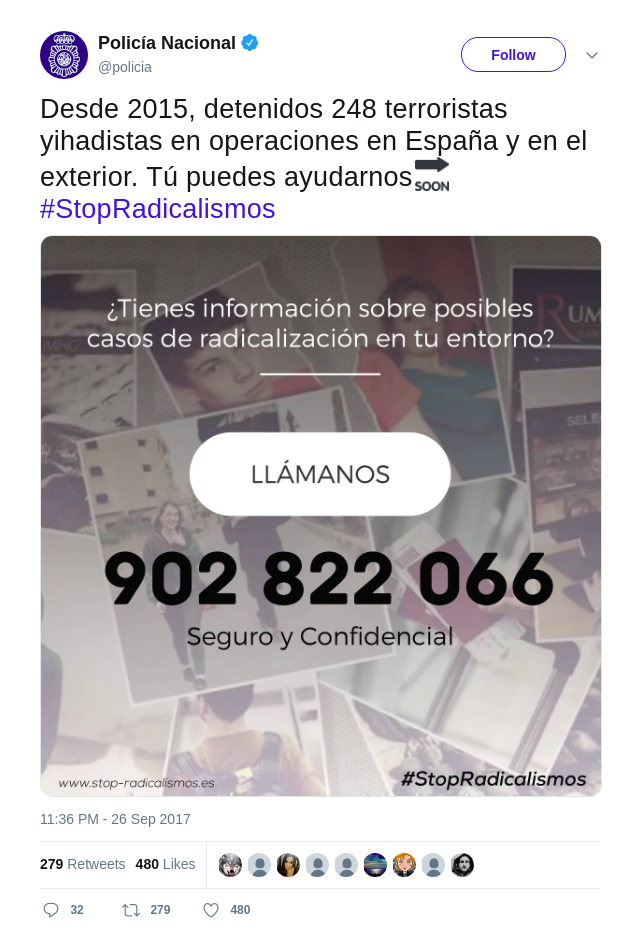 Policía Nacional
@policia
Follow
Desde 2015, detenidos 248 terroristas
yihadistas en operaciones en España y en el
exterior. Tú puedes ayudarnos
SOON
#StopRadicalismos
¿Tienes información sobre posibles
casos de radicalización en tu entorno?
LLÁMANOS
902 822 066
Seguro y Confidencial
www.stop-radicalismos.es
#StopRadicalismos
11:36 PM - 26 Sep 2017
279 Retweets 480 Likes
32 279 480